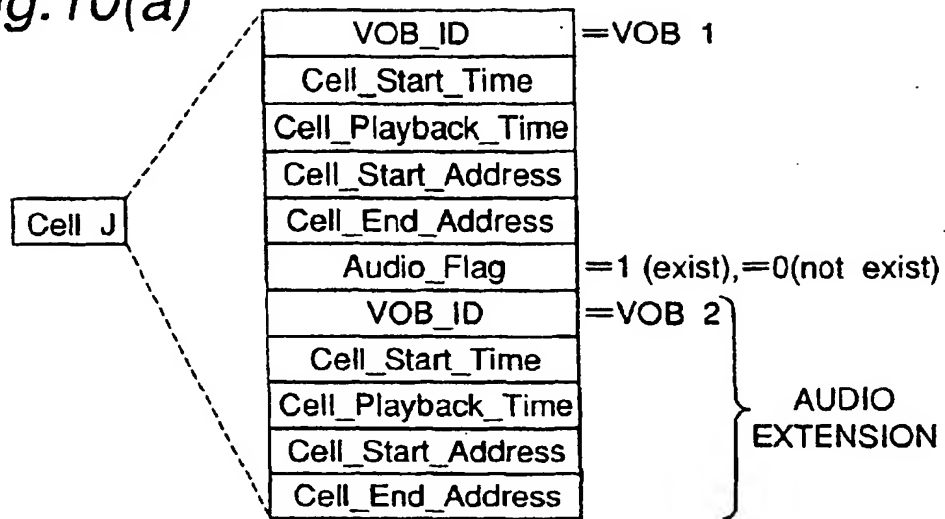 g.10(a)
VOB_ID =VOB 1
Cell_Start_Time
Cell_Playback_Time
Cell_Start_Address
Cell_End_Address
Cell J
Audio_Flag =1 (exist),=0(not exist)
VOB_ID =VOB 2
Cell_Start_Time
Cell_Playback_Time
Cell_Start_Address
Cell_End_Address
AUDIO
EXTENSION